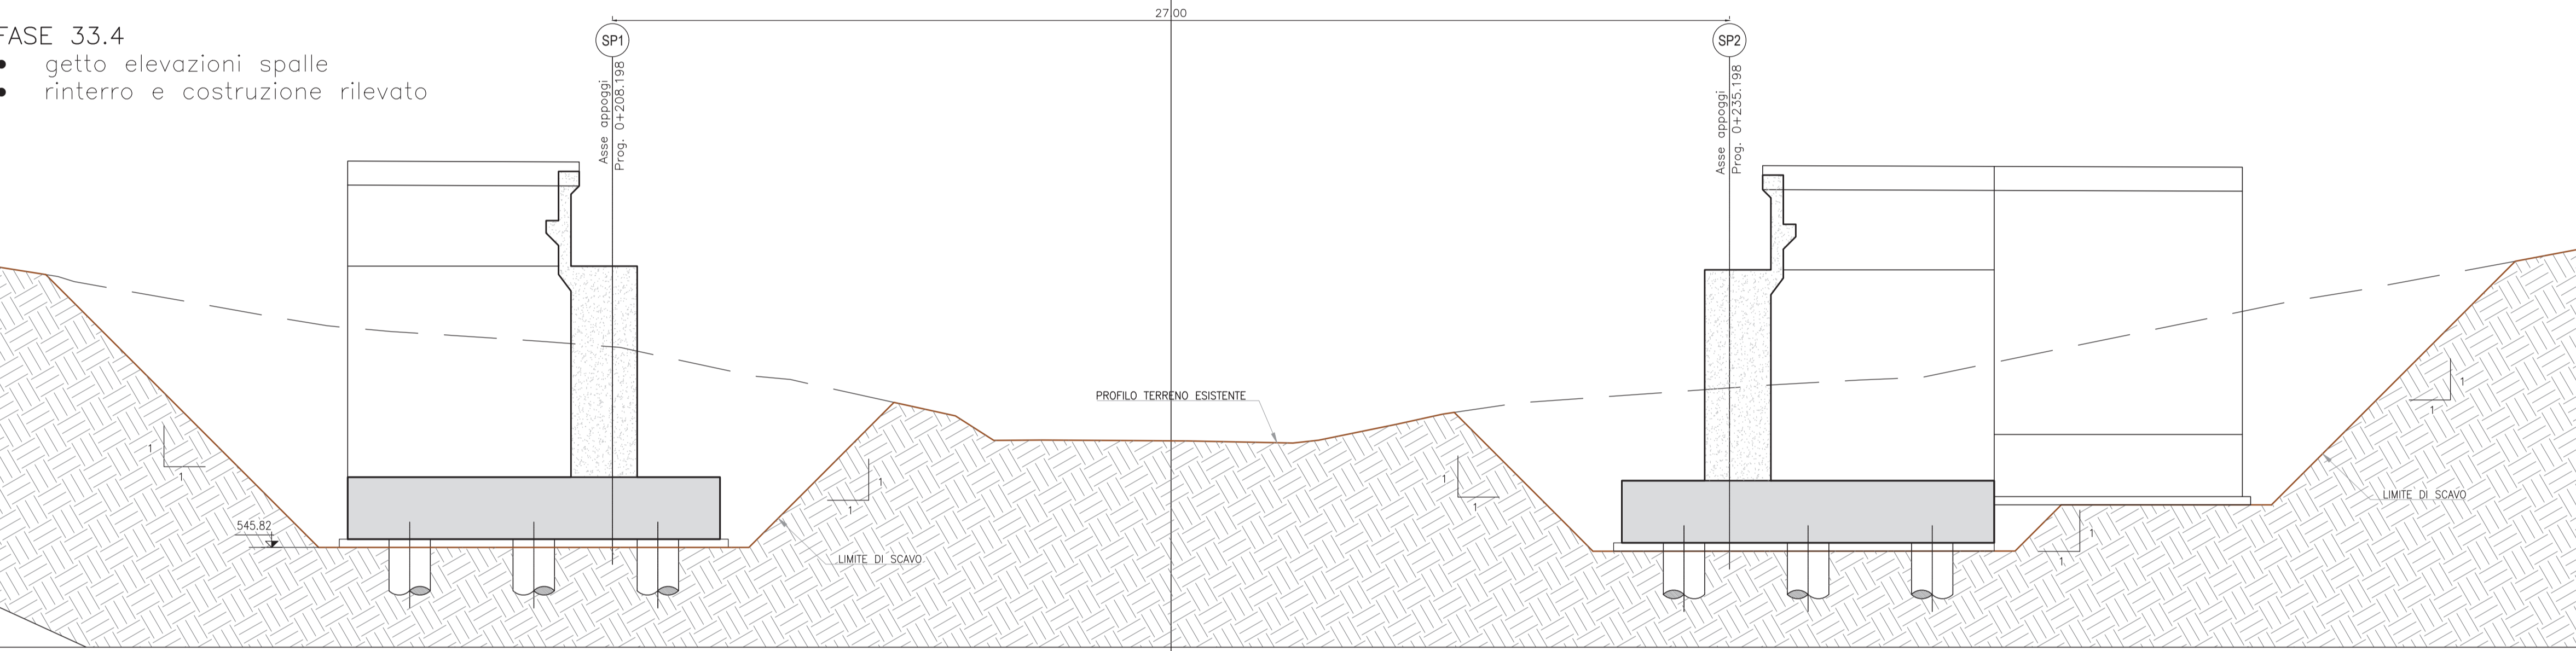 27.00
FASE 33.4
• getto elevazioni spalle
• rinterro e costruzione rilevato
SP1
SP2
Asse appoggi
Prog. 0+208.198
Asse appoggi
Prog. 0+235.198
PROFILO TERRENO ESISTENTE
1
1
1
1
1
1
1
1
1
1
545.82
LIMITE DI SCAVO
LIMITE DI SCAVO